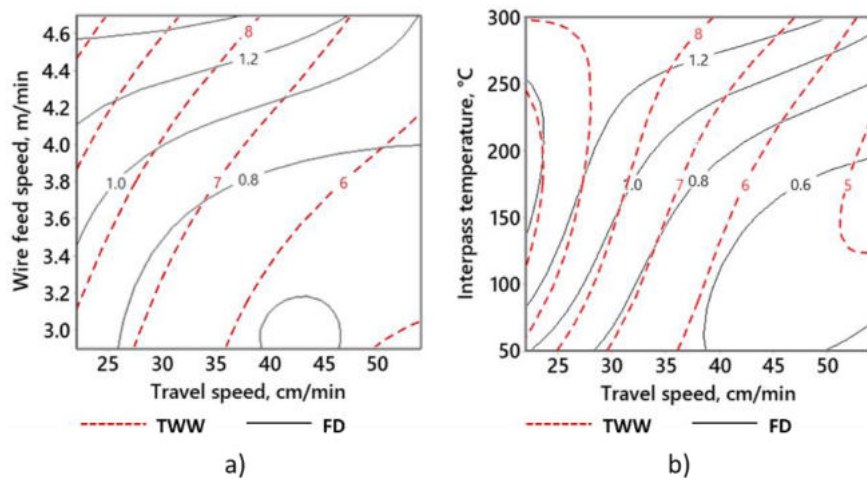 Wire feed speed, m/min
4.6
4.4
4.2
4.0
3.8
3.6
3.4
3.2
3.0
8
1.2
1.0
7
0.8
6
25 30 35 40 45 50
Travel speed, cm/min
TWW FD
a)
Interpass temperature, °C
300
250
200
150
100
50
8
1.2
1.0
7
0.8
6
0.6
5
25 30 35 40 45 50
Travel speed, cm/min
TWW FD
b)